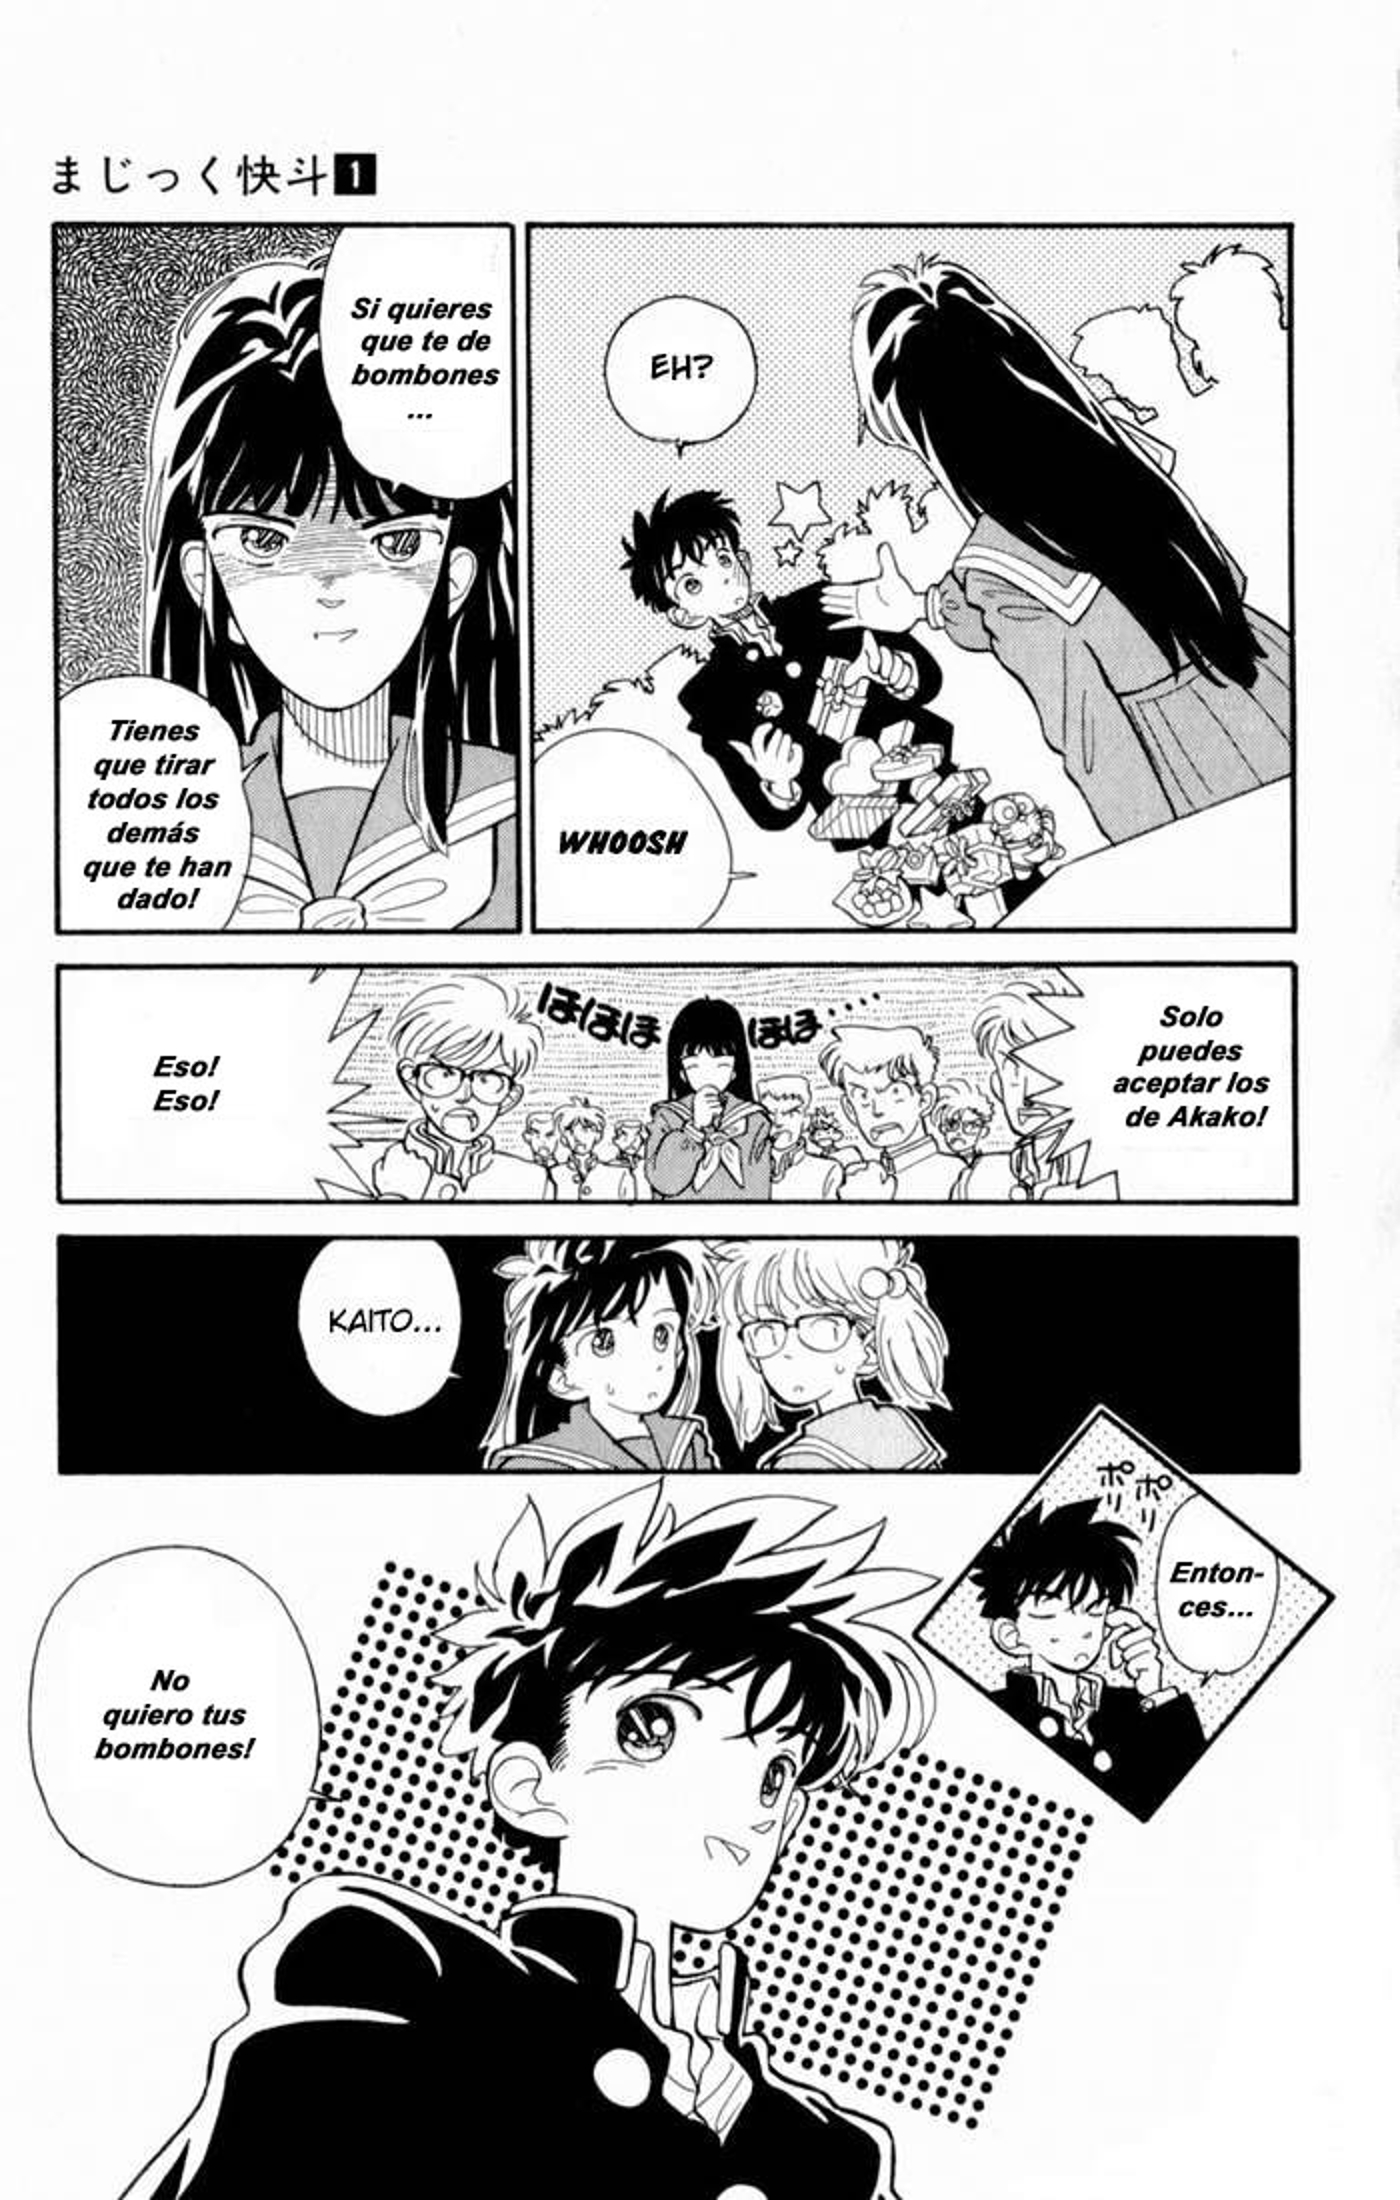 まじっく快斗1
EH?
WHOOSH
Si quieres
que te de
bombones
...
Tienes
que tirar
todos los
demás
que te han
dado!
Solo
puedes
aceptar los
de Akako!
ほほほ
ほほ....
Eso!
Eso!
KAITO...
ポリ
ポリ
Enton-
ces...
No
quiero tus
bombones!